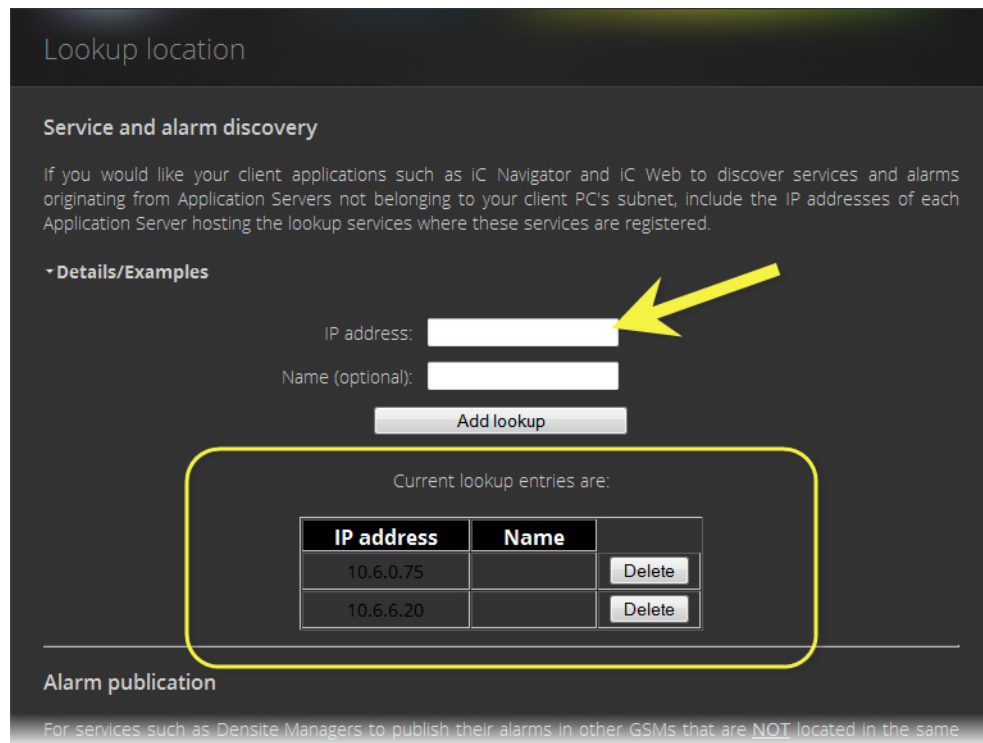 Lookup location
Service and alarm discovery
If you would like your client applications such as iC Navigator and iC Web to discover services and alarms
originating from Application Servers not belonging to your client PC's subnet, include the IP addresses of each
Application Server hosting the lookup services where these services are registered.
Details/Examples
IP address:
Name (optional):
Add lookup
Current lookup entries are:
IP address Name
10.6.0.75 Delete
10.6.6.20 Delete
Alarm publication
For services such as Densite Managers to publish their alarms in other GSMs that are NOT located in the same